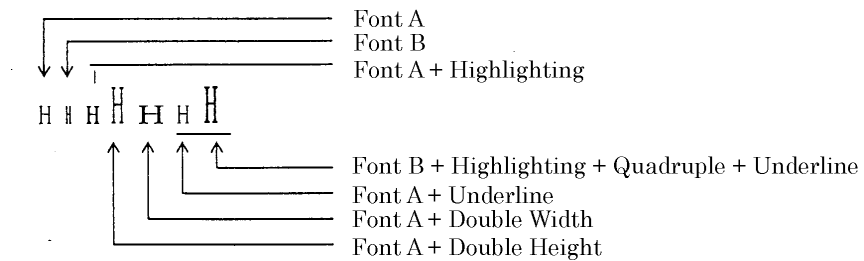 Font A
Font B
Font A + Highlighting
H H H H H H H
Font B + Highlighting + Quadruple + Underline
Font A + Underline
Font A + Double Width
Font A + Double Height